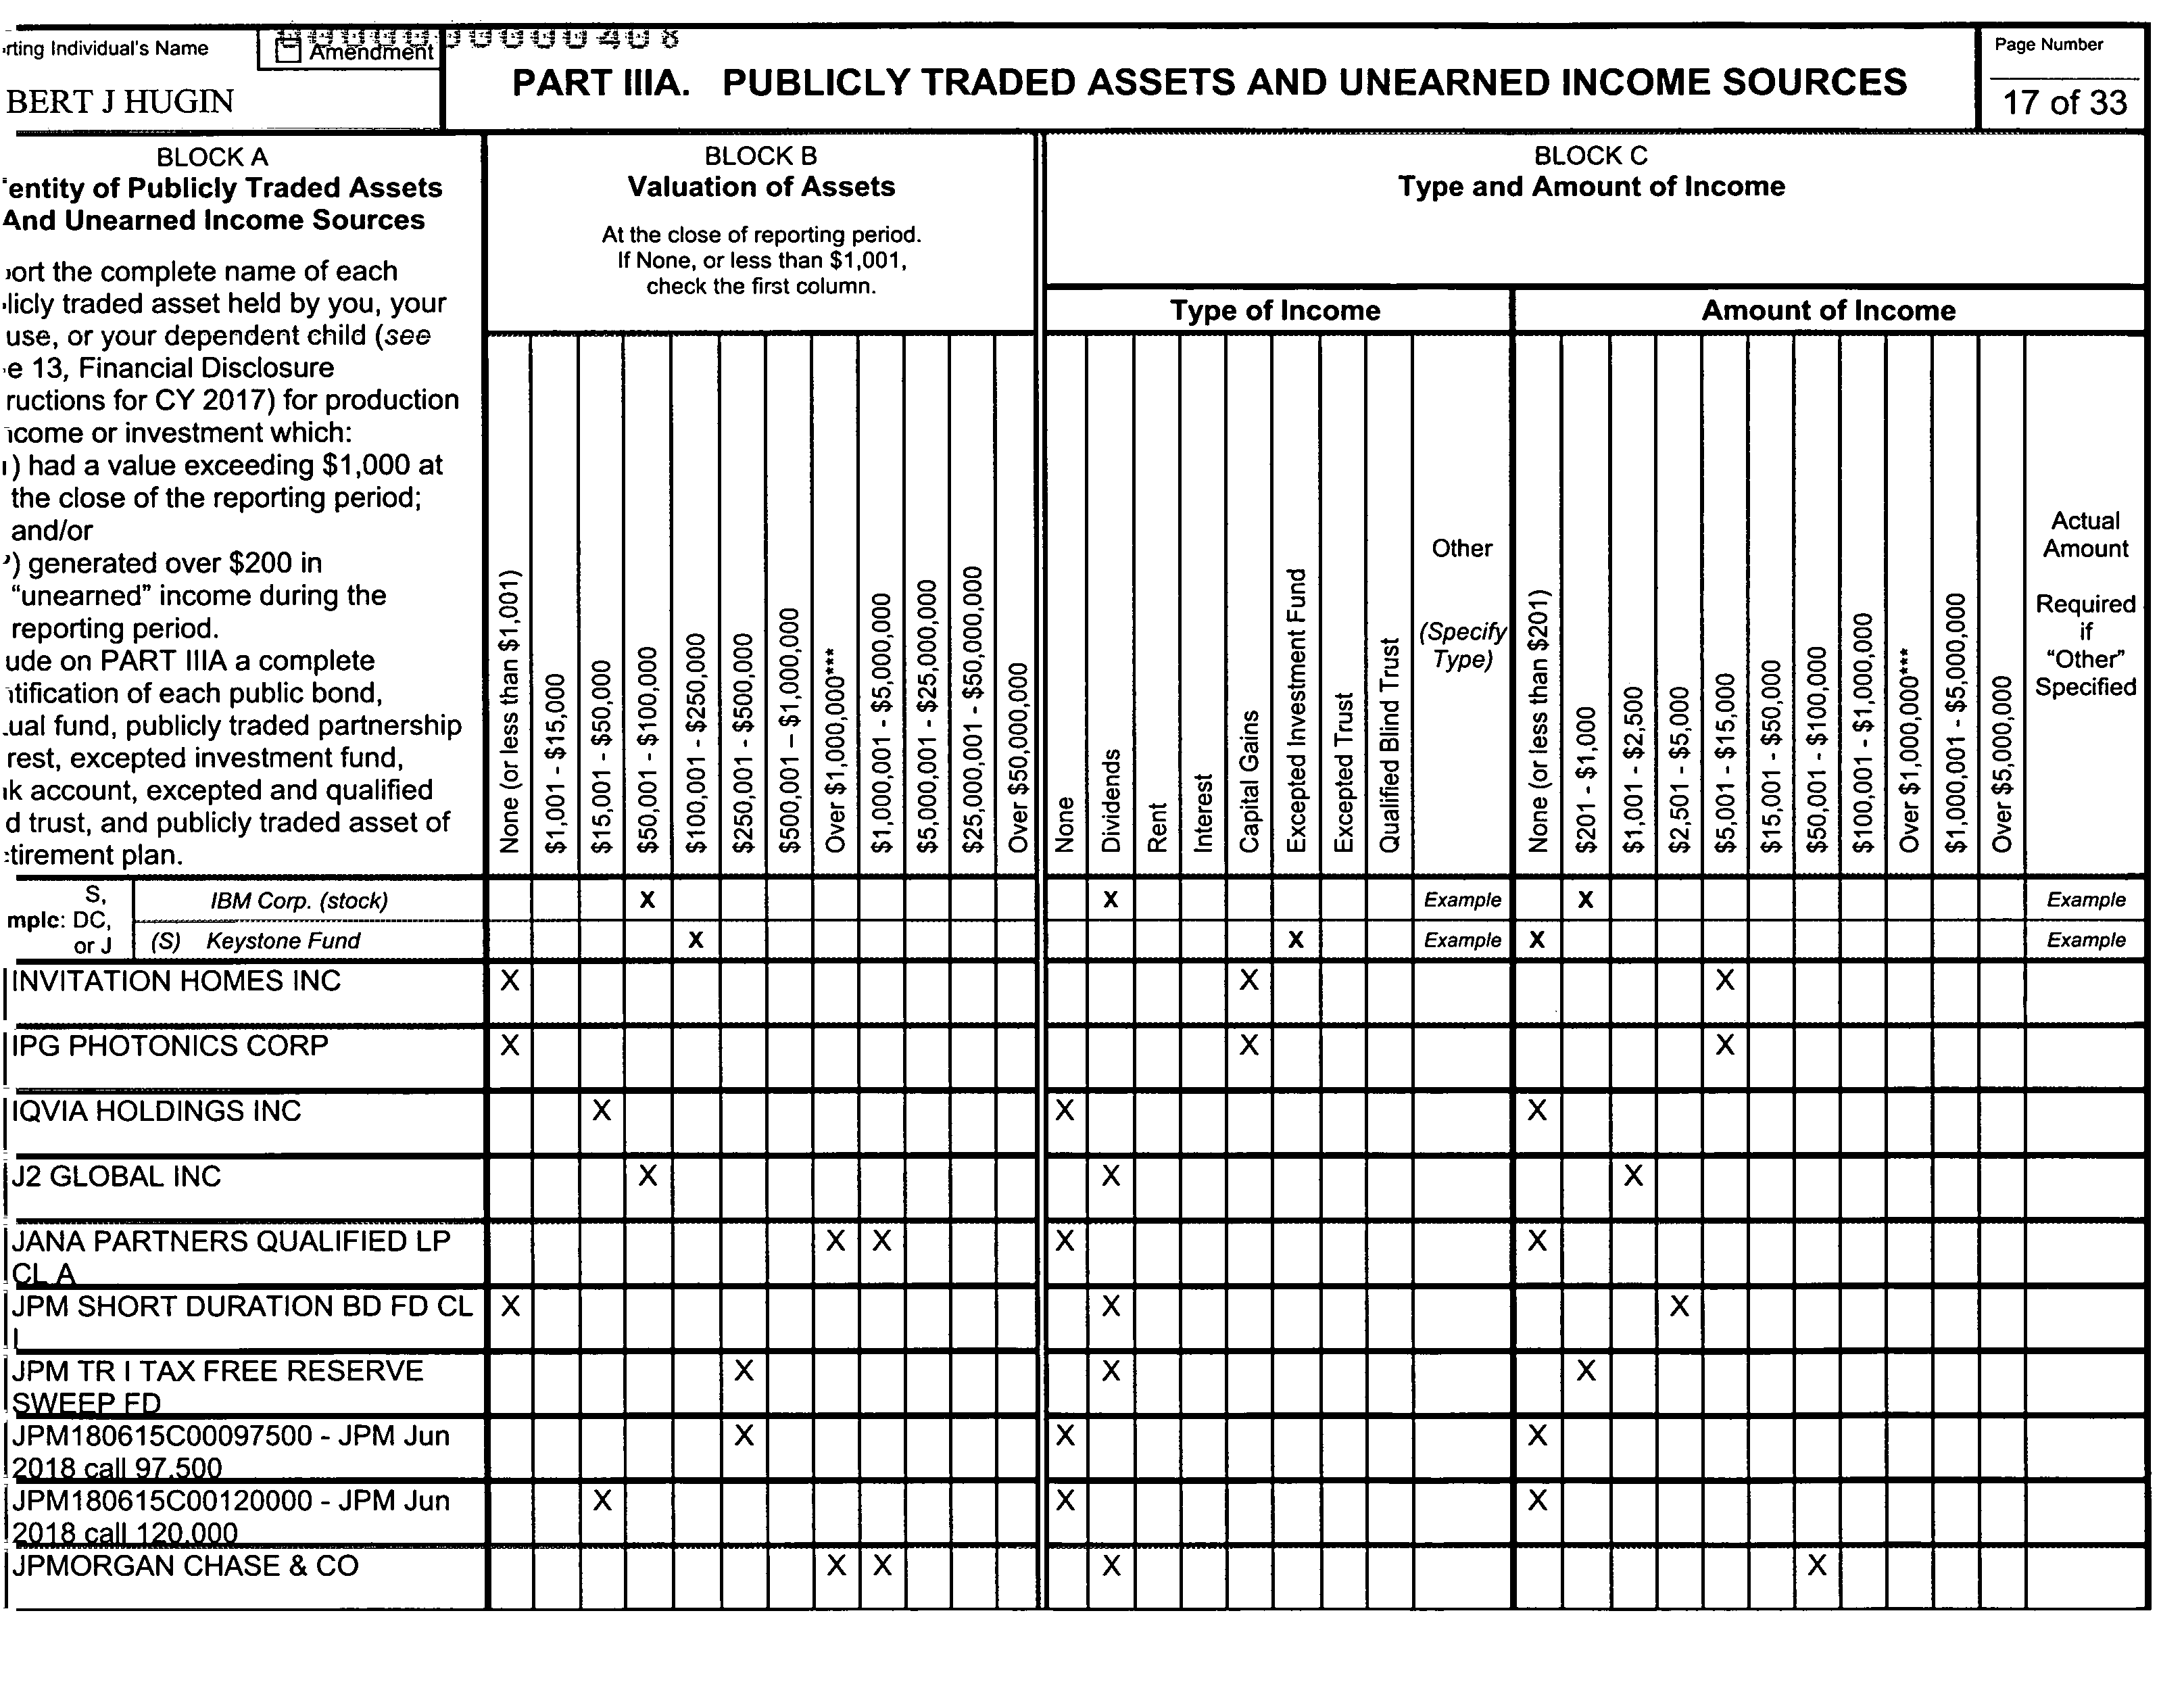 rting Individual's Name
Amendment
BERT J HUGIN
PART IIIA. PUBLICLY TRADED ASSETS AND UNEARNED INCOME SOURCES
Page Number
17 of 33
BLOCK A
entity of Publicly Traded Assets
And Unearned Income Sources
ort the complete name of each
licly traded asset held by you, your
use, or your dependent child (see
e 13, Financial Disclosure
ructions for CY 2017) for production
come or investment which:
) had a value exceeding $1,000 at
the close of the reporting period;
and/or
) generated over $200 in
“unearned” income during the
reporting period.
ude on PART IIIA a complete
ntification of each public bond,
ual fund, publicly traded partnership
rest, excepted investment fund,
k account, excepted and qualified
d trust, and publicly traded asset of
tirement plan.
BLOCK B
Valuation of Assets
At the close of reporting period.
If None, or less than $1,001,
check the first column.
BLOCK C
Type and Amount of Income
Type of Income
Amount of Income
None (or less than $1,001)
$1,001 - $15,000
$15,001 - $50,000
$50,001 - $100,000
$100,001 - $250,000
$250,001 - $500,000
$500,001 – $1,000,000
Over $1,000,000***
$1,000,001 - $5,000,000
$5,000,001 - $25,000,000
$25,000,001 - $50,000,000
Over $50,000,000
None
Dividends
Rent
Interest
Capital Gains
Excepted Investment Fund
Excepted Trust
Qualified Blind Trust
Other
(Specify
Type)
None (or less than $201)
$201 - $1,000
$1,001 - $2,500
$2,501 - $5,000
$5,001 - $15,000
$15,001 - $50,000
$50,001 - $100,000
$100,001 - $1,000,000
Over $1,000,000***
$1,000,001 - $5,000,000
Over $5,000,000
Actual
Amount
Required
if
“Other”
Specified
S,
mple: DC,
or J
IBM Corp. (stock) X X Example X Example
(S) Keystone Fund X X Example X Example
INVITATION HOMES INC X X X
IPG PHOTONICS CORP X X X
IQVIA HOLDINGS INC X X X
J2 GLOBAL INC X X X
JANA PARTNERS QUALIFIED LP X X X X
CL A
JPM SHORT DURATION BD FD CL X X X
I
JPM TR I TAX FREE RESERVE X X X
SWEEP FD
JPM180615C00097500 - JPM Jun X X X
2018 call 97.500
JPM180615C00120000 - JPM Jun X X X
2018 call 120.000
JPMORGAN CHASE & CO X X X X